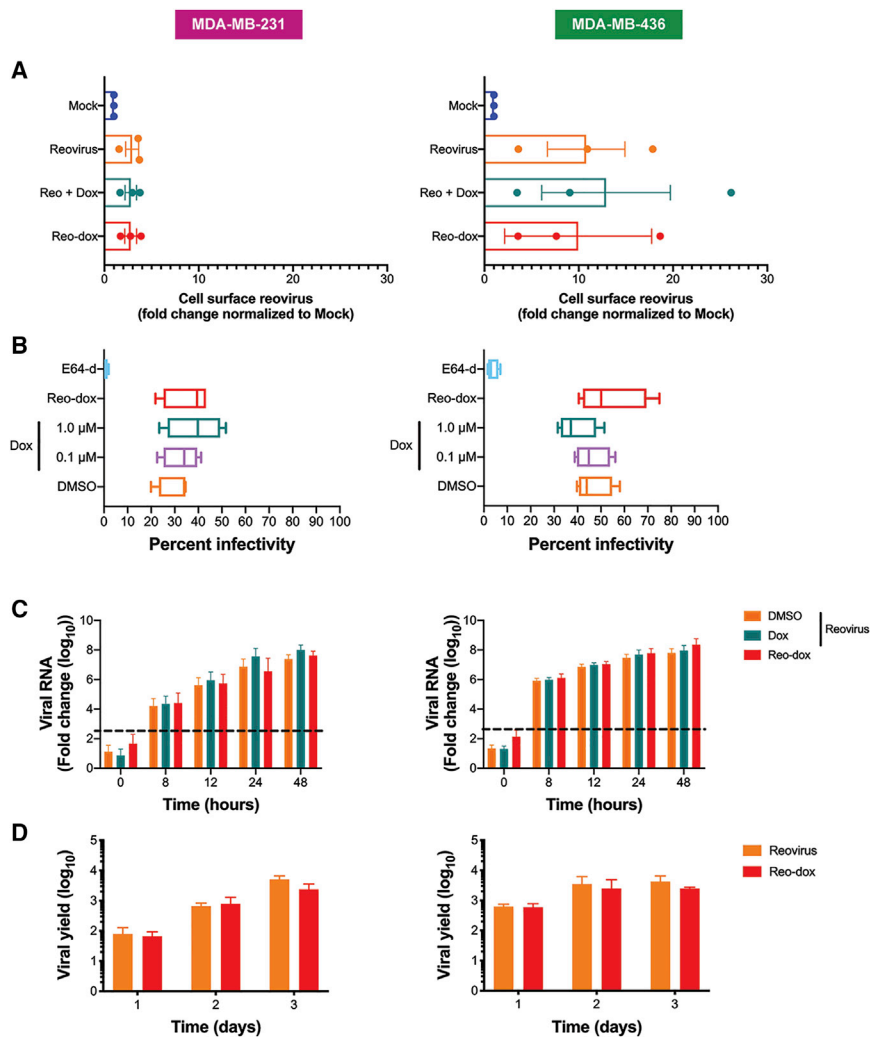 MDA-MB-231
MDA-MB-436
A
Mock
Reovirus
Reo + Dox
Reo-dox
0 10 20 30
Cell surface reovirus
(fold change normalized to Mock)
Mock
Reovirus
Reo + Dox
Reo-dox
0 10 20 30
Cell surface reovirus
(fold change normalized to Mock)
B
E64-d
Reo-dox
1.0 µM
Dox
0.1 µM
DMSO
0 10 20 30 40 50 60 70 80 90 100
Percent infectivity
E64-d
Reo-dox
1.0 µM
Dox
0.1 µM
DMSO
0 10 20 30 40 50 60 70 80 90 100
Percent infectivity
C
Viral RNA
(Fold change (log10))
10
8
6
4
2
0
0 8 12 24 48
Time (hours)
Viral RNA
(Fold change (log10))
10
8
6
4
2
0
0 8 12 24 48
Time (hours)
DMSO
Dox
Reo-dox
Reovirus
D
Viral yield (log10)
5
4
3
2
1
0
1 2 3
Time (days)
Viral yield (log10)
5
4
3
2
1
0
1 2 3
Time (days)
Reovirus
Reo-dox